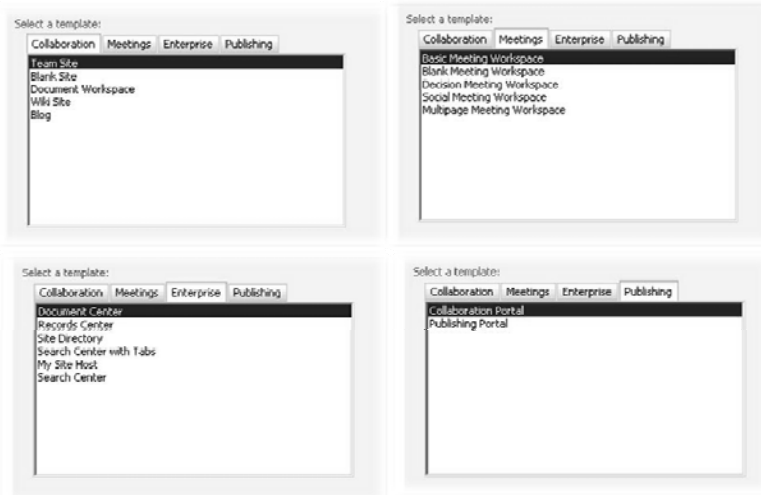 Select a template:
Collaboration Meetings Enterprise Publishing
Team Site
Blank Site
Document Workspace
Wiki Site
Blog
Select a template:
Collaboration Meetings Enterprise Publishing
Basic Meeting Workspace
Blank Meeting Workspace
Decision Meeting Workspace
Social Meeting Workspace
Multipage Meeting Workspace
Select a template:
Collaboration Meetings Enterprise Publishing
Document Center
Records Center
Site Directory
Search Center with Tabs
My Site Host
Search Center
Select a template:
Collaboration Meetings Enterprise Publishing
Collaboration Portal
Publishing Portal